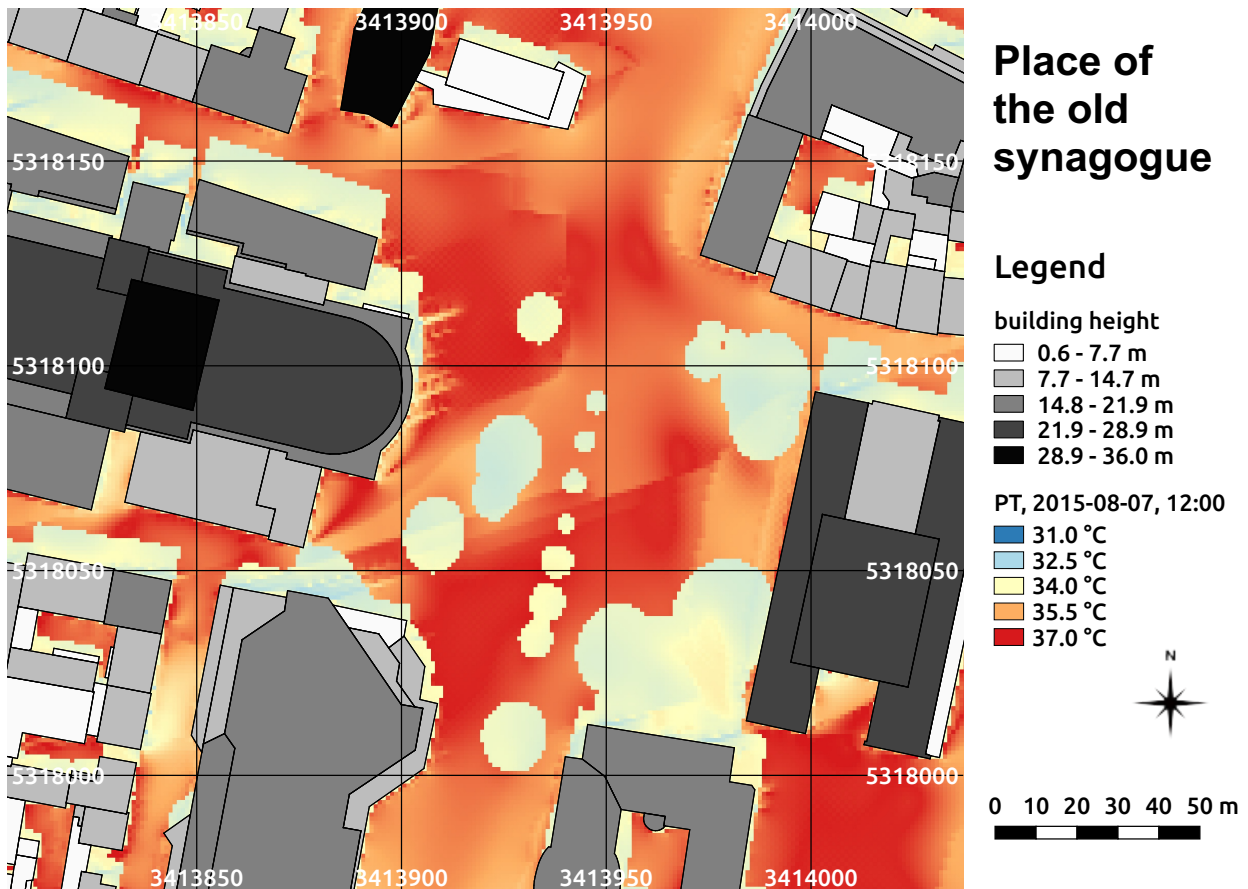 3413850 3413900 3413950 3414000
5318150 5318150
5318100 5318100
5318050 5318050
5318000 5318000
3413850 3413900 3413950 3414000
Place of
the old
synagogue
Legend
building height
0.6 - 7.7 m
7.7 - 14.7 m
14.8 - 21.9 m
21.9 - 28.9 m
28.9 - 36.0 m
PT, 2015-08-07, 12:00
31.0 °C
32.5 °C
34.0 °C
35.5 °C
37.0 °C
N
0 10 20 30 40 50 m